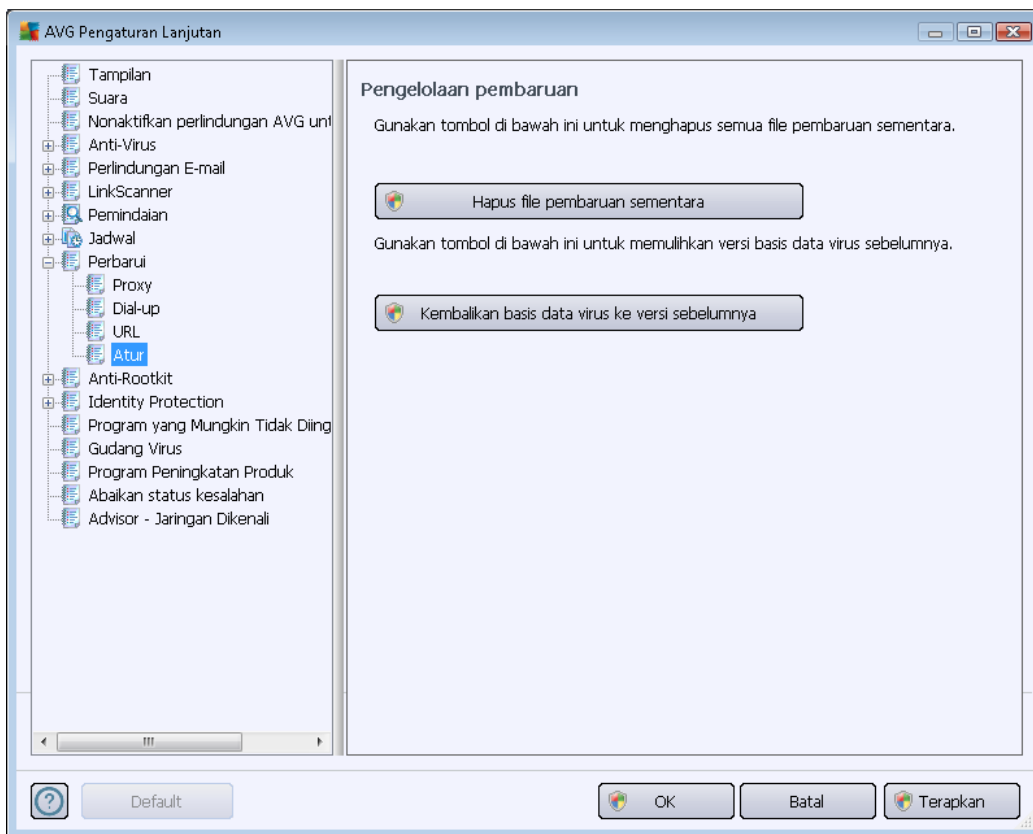 AVG Pengaturan Lanjutan
Tampilan
Suara
Nonaktifkan perlindungan AVG unt
Anti-Virus
Perlindungan E-mail
LinkScanner
Pemindaian
Jadwal
Perbarui
Proxy
Dial-up
URL
Atur
Anti-Rootkit
Identity Protection
Program yang Mungkin Tidak Diing
Gudang Virus
Program Peningkatan Produk
Abaikan status kesalahan
Advisor - Jaringan Dikenali
Pengelolaan pembaruan
Gunakan tombol di bawah ini untuk menghapus semua file pembaruan sementara.
Hapus file pembaruan sementara
Gunakan tombol di bawah ini untuk memulihkan versi basis data virus sebelumnya.
Kembalikan basis data virus ke versi sebelumnya
Default
OK
Batal
Terapkan